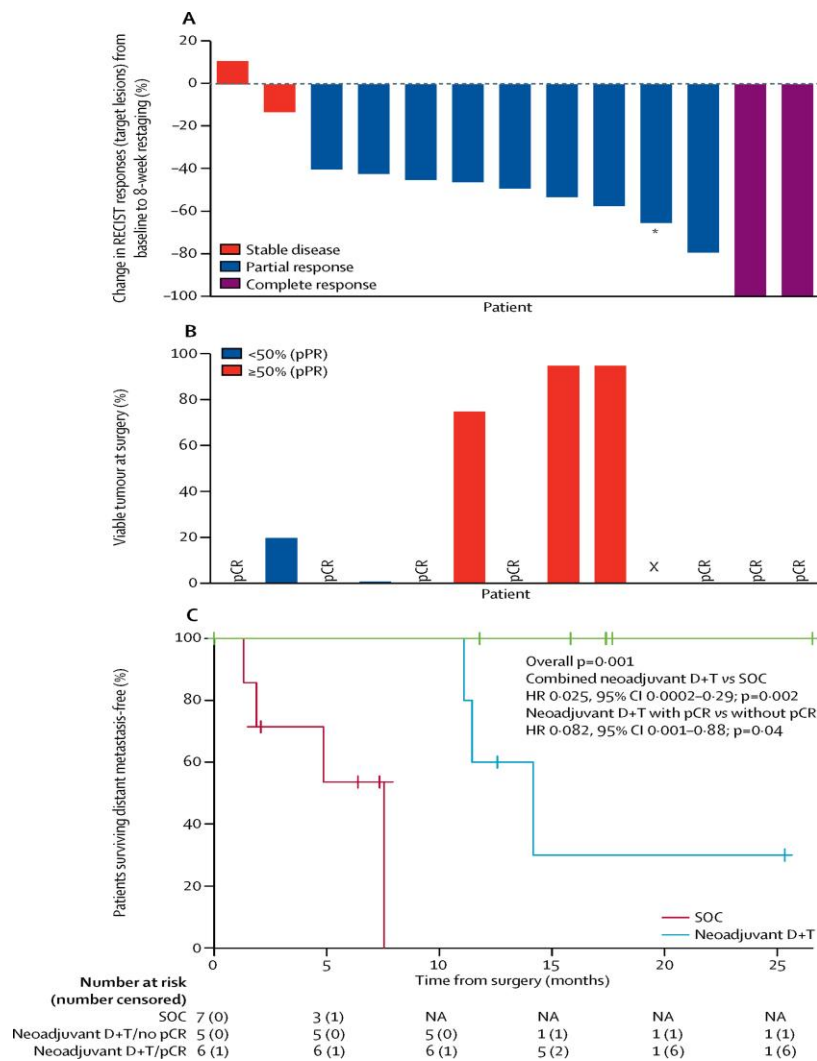 A
Change in RECIST responses (target lesions) from
baseline to 8-week restaging (%)
20
0
−20
−40
−60
−80
−100
*
Stable disease
Partial response
Complete response
Patient
B
Viable tumour at surgery (%)
100
80
60
40
20
0
<50% (pPR)
≥50% (pPR)
pCR
pCR
pCR
pCR
X
pCR
pCR
pCR
Patient
C
Patients surviving distant metastasis-free (%)
100
80
60
40
20
0
Overall p=0·001
Combined neoadjuvant D+T vs SOC
HR 0·025, 95% CI 0·0002–0·29; p=0·002
Neoadjuvant D+T with pCR vs without pCR
HR 0·082, 95% CI 0·001–0·88; p=0·04
SOC
Neoadjuvant D+T
0 5 10 15 20 25
Time from surgery (months)
Number at risk
(number censored)
SOC 7 (0) 3 (1) NA NA NA NA
Neoadjuvant D+T/no pCR 5 (0) 5 (0) 5 (0) 1 (1) 1 (1) 1 (1)
Neoadjuvant D+T/pCR 6 (1) 6 (1) 6 (1) 5 (2) 1 (6) 1 (6)